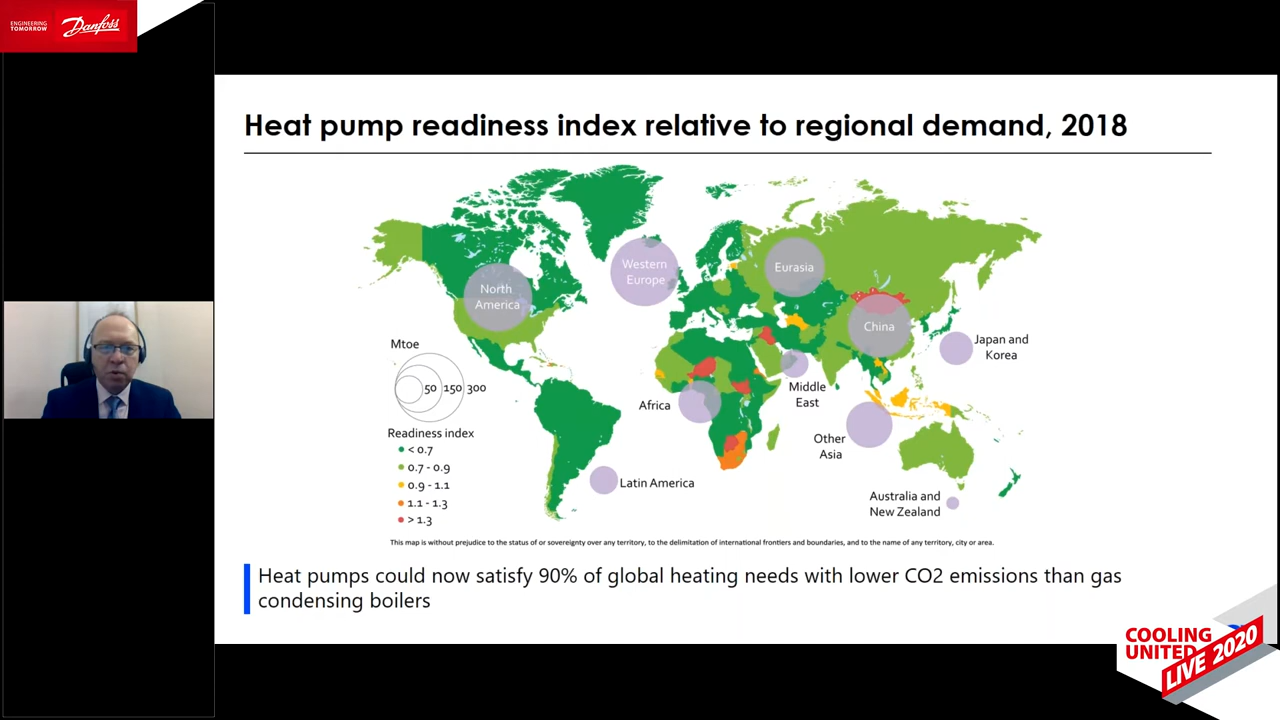 ENGINEERING
TOMORROW
Danfoss
Heat pump readiness index relative to regional demand, 2018
North
America
Western
Europe
Eurasia
China
Japan and
Korea
Middle
East
Africa
Other
Asia
Latin America
Australia and
New Zealand
Mtoe
50 150 300
Readiness index
< 0.7
0.7 - 0.9
0.9 - 1.1
1.1 - 1.3
> 1.3
This map is without prejudice to the status of or sovereignty over any territory, to the delimitation of international frontiers and boundaries, and to the name of any territory, city or area.
Heat pumps could now satisfy 90% of global heating needs with lower CO2 emissions than gas
condensing boilers
COOLING
UNITED
LIVE 2020